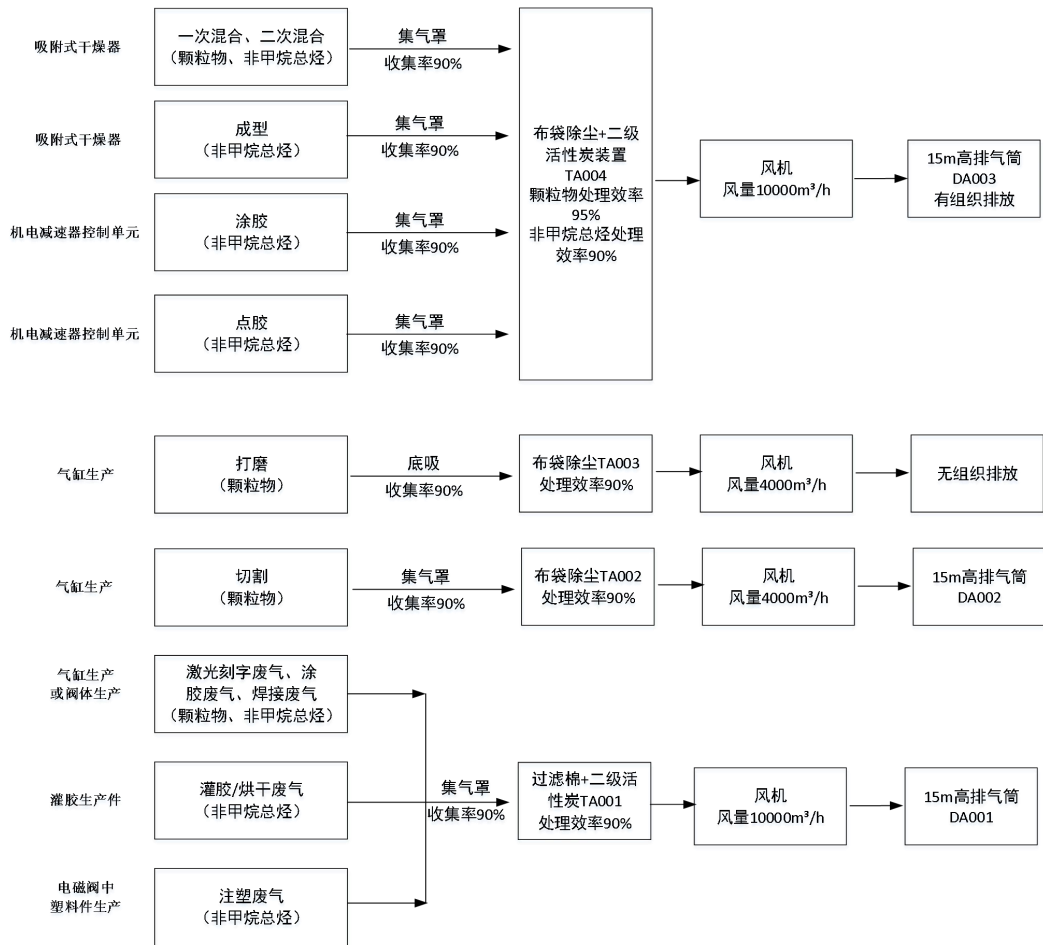 吸附式干燥器
一次混合、二次混合
（颗粒物、非甲烷总烃）
集气罩
收集率90%
吸附式干燥器
成型
（非甲烷总烃）
集气罩
收集率90%
机电减速器控制单元
涂胶
（非甲烷总烃）
集气罩
收集率90%
机电减速器控制单元
点胶
（非甲烷总烃）
集气罩
收集率90%
布袋除尘+二级
活性炭装置
TA004
颗粒物处理效率
95%
非甲烷总烃处理
效率90%
风机
风量10000m³/h
15m高排气筒
DA003
有组织排放
气缸生产
打磨
（颗粒物）
底吸
收集率90%
布袋除尘TA003
处理效率90%
风机
风量4000m³/h
无组织排放
气缸生产
切割
（颗粒物）
集气罩
收集率90%
布袋除尘TA002
处理效率90%
风机
风量4000m³/h
15m高排气筒
DA002
气缸生产
或阀体生产
激光刻字废气、涂
胶废气、焊接废气
（颗粒物、非甲烷总烃）
灌胶生产件
灌胶/烘干废气
（非甲烷总烃）
电磁阀中
塑料件生产
注塑废气
（非甲烷总烃）
集气罩
收集率90%
过滤棉+二级活
性炭TA001
处理效率90%
风机
风量10000m³/h
15m高排气筒
DA001